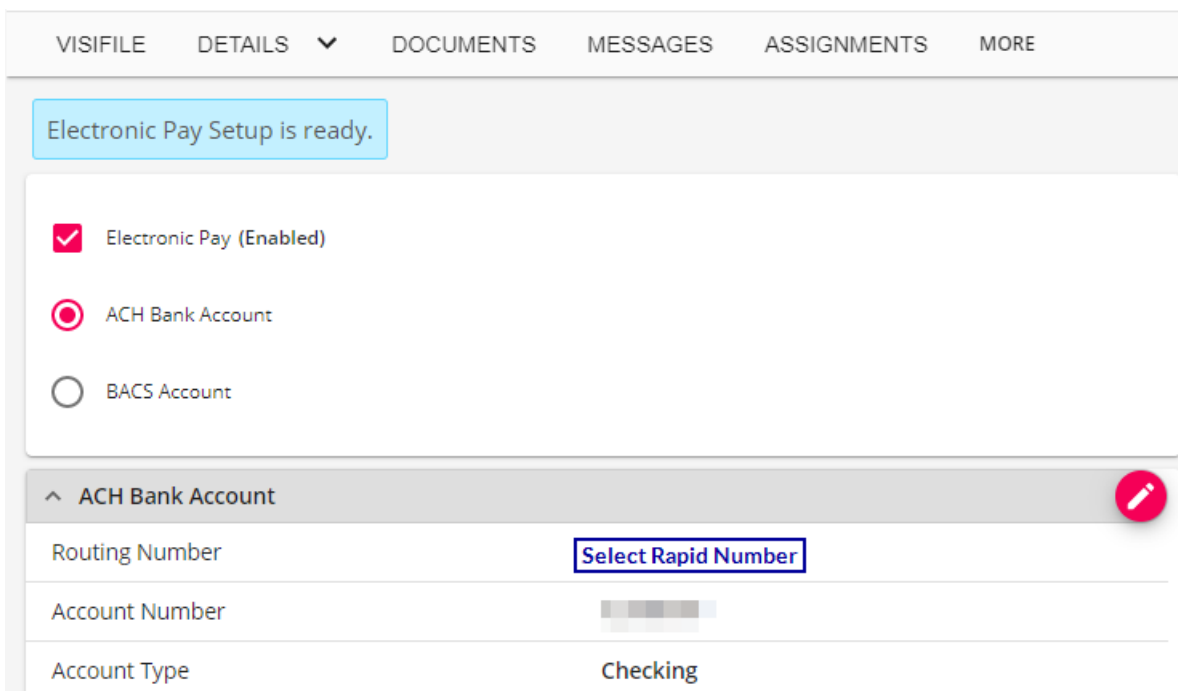 VISIFILE DETAILS DOCUMENTS MESSAGES ASSIGNMENTS MORE
Electronic Pay Setup is ready.
Electronic Pay (Enabled)
ACH Bank Account
BACS Account
ACH Bank Account
Routing Number Select Rapid Number
Account Number
Account Type Checking